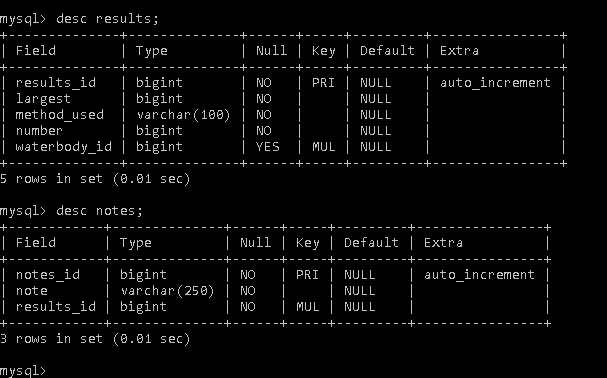 mysql> desc results;
+--------------+--------------+------+-----+---------+----------------+
| Field        | Type         | Null | Key | Default | Extra          |
+--------------+--------------+------+-----+---------+----------------+
| results_id   | bigint       | NO   | PRI | NULL    | auto_increment |
| largest      | bigint       | NO   |     | NULL    |                |
| method_used  | varchar(100) | NO   |     | NULL    |                |
| number       | bigint       | NO   |     | NULL    |                |
| waterbody_id | bigint       | YES  | MUL | NULL    |                |
+--------------+--------------+------+-----+---------+----------------+
5 rows in set (0.01 sec)
mysql> desc notes;
+------------+--------------+------+-----+---------+----------------+
| Field      | Type         | Null | Key | Default | Extra          |
+------------+--------------+------+-----+---------+----------------+
| notes_id   | bigint       | NO   | PRI | NULL    | auto_increment |
| note       | varchar(250) | NO   |     | NULL    |                |
| results_id | bigint       | NO   | MUL | NULL    |                |
+------------+--------------+------+-----+---------+----------------+
3 rows in set (0.01 sec)
mysql>